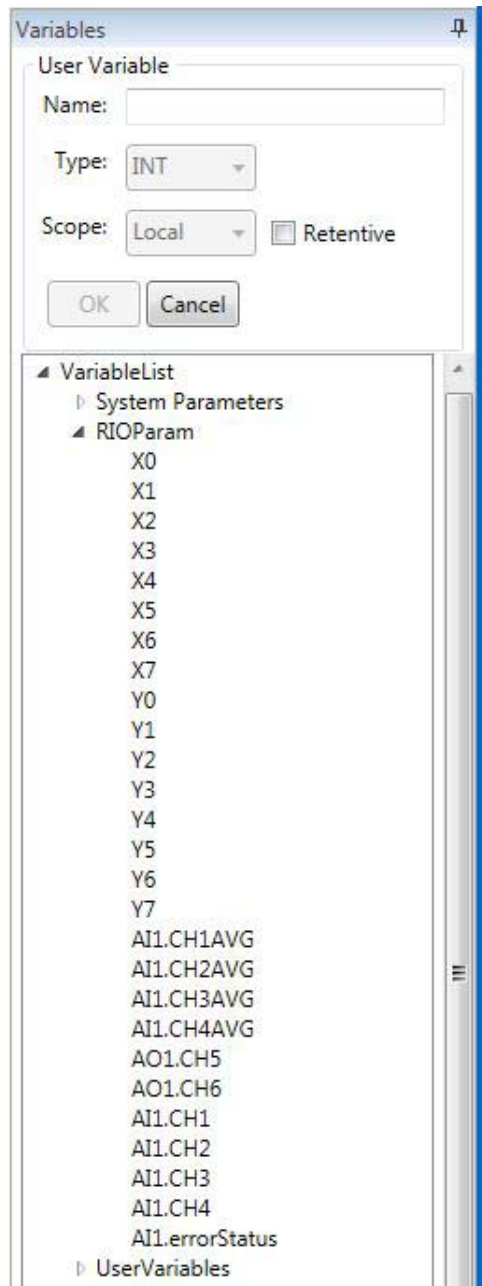 Variables
User Variable
Name:
Type: INT
Scope: Local Retentive
OK Cancel
VariableList
System Parameters
RIOParam
X0
X1
X2
X3
X4
X5
X6
X7
Y0
Y1
Y2
Y3
Y4
Y5
Y6
Y7
AI1.CH1AVG
AI1.CH2AVG
AI1.CH3AVG
AI1.CH4AVG
AO1.CH5
AO1.CH6
AI1.CH1
AI1.CH2
AI1.CH3
AI1.CH4
AI1.errorStatus
UserVariables